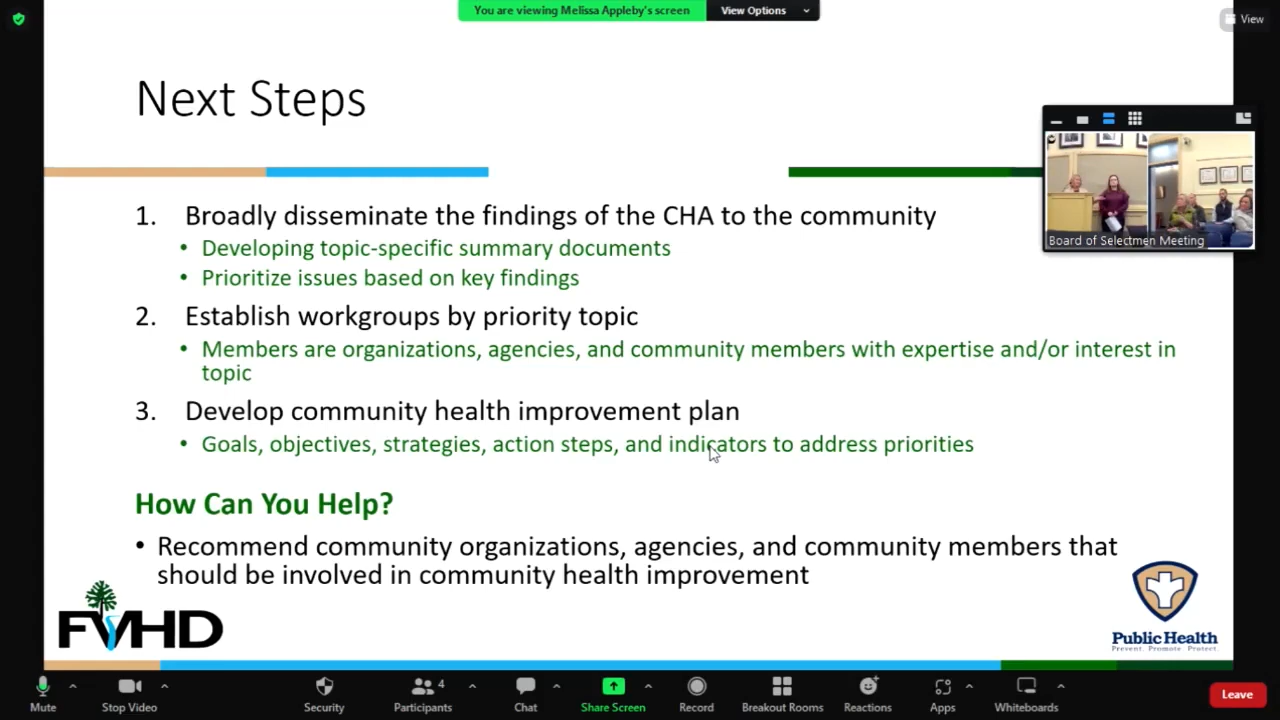 You are viewing Melissa Appleby's screen
View Options
View
Next Steps
Board of Selectmen Meeting
1. Broadly disseminate the findings of the CHA to the community
• Developing topic-specific summary documents
• Prioritize issues based on key findings
2. Establish workgroups by priority topic
• Members are organizations, agencies, and community members with expertise and/or interest in
topic
3. Develop community health improvement plan
• Goals, objectives, strategies, action steps, and indicators to address priorities
How Can You Help?
• Recommend community organizations, agencies, and community members that
should be involved in community health improvement
FVHD
Public Health
Prevent. Promote. Protect.
Mute
Stop Video
Security
4
Participants
Chat
Share Screen
Record
Breakout Rooms
Reactions
Apps
Whiteboards
Leave